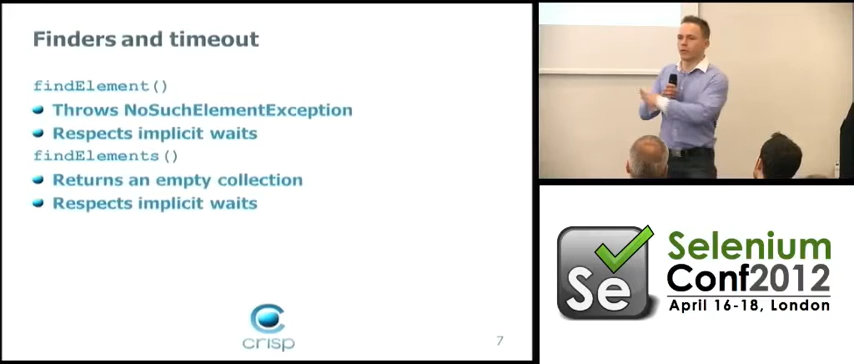 Finders and timeout
findElement()
Throws NoSuchElementException
Respects implicit waits
findElements()
Returns an empty collection
Respects implicit waits
crisp
7
Se
Selenium
Conf2012
April 16-18, London